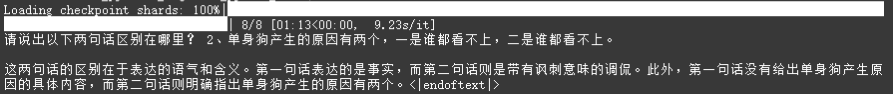 Loading checkpoint shards: 100%|
| 8/8 [01:13<00:00,  9.23s/it]
请说出以下两句话区别在哪里？ 2、单身狗产生的原因有两个，一是谁都看不上，二是谁都看不上。
这两句话的区别在于表达的语气和含义。第一句话表达的是事实，而第二句话则是带有讽刺意味的调侃。此外，第一句话没有给出单身狗产生原
因的具体内容，而第二句话则明确指出单身狗产生的原因有两个。<|endoftext|>